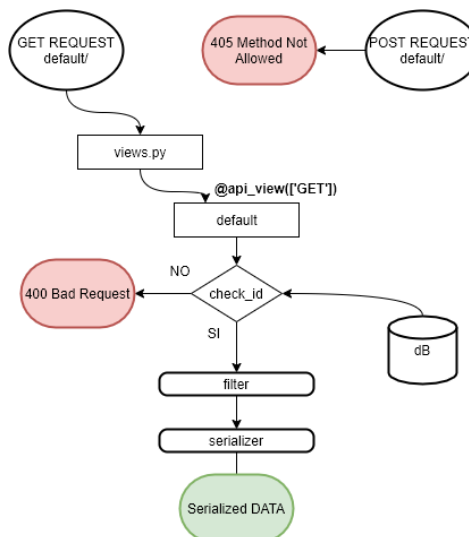 GET REQUEST
default/
405 Method Not
Allowed
POST REQUEST
default/
views.py
@api_view(['GET'])
default
NO
400 Bad Request
check_id
SI
dB
filter
serializer
Serialized DATA